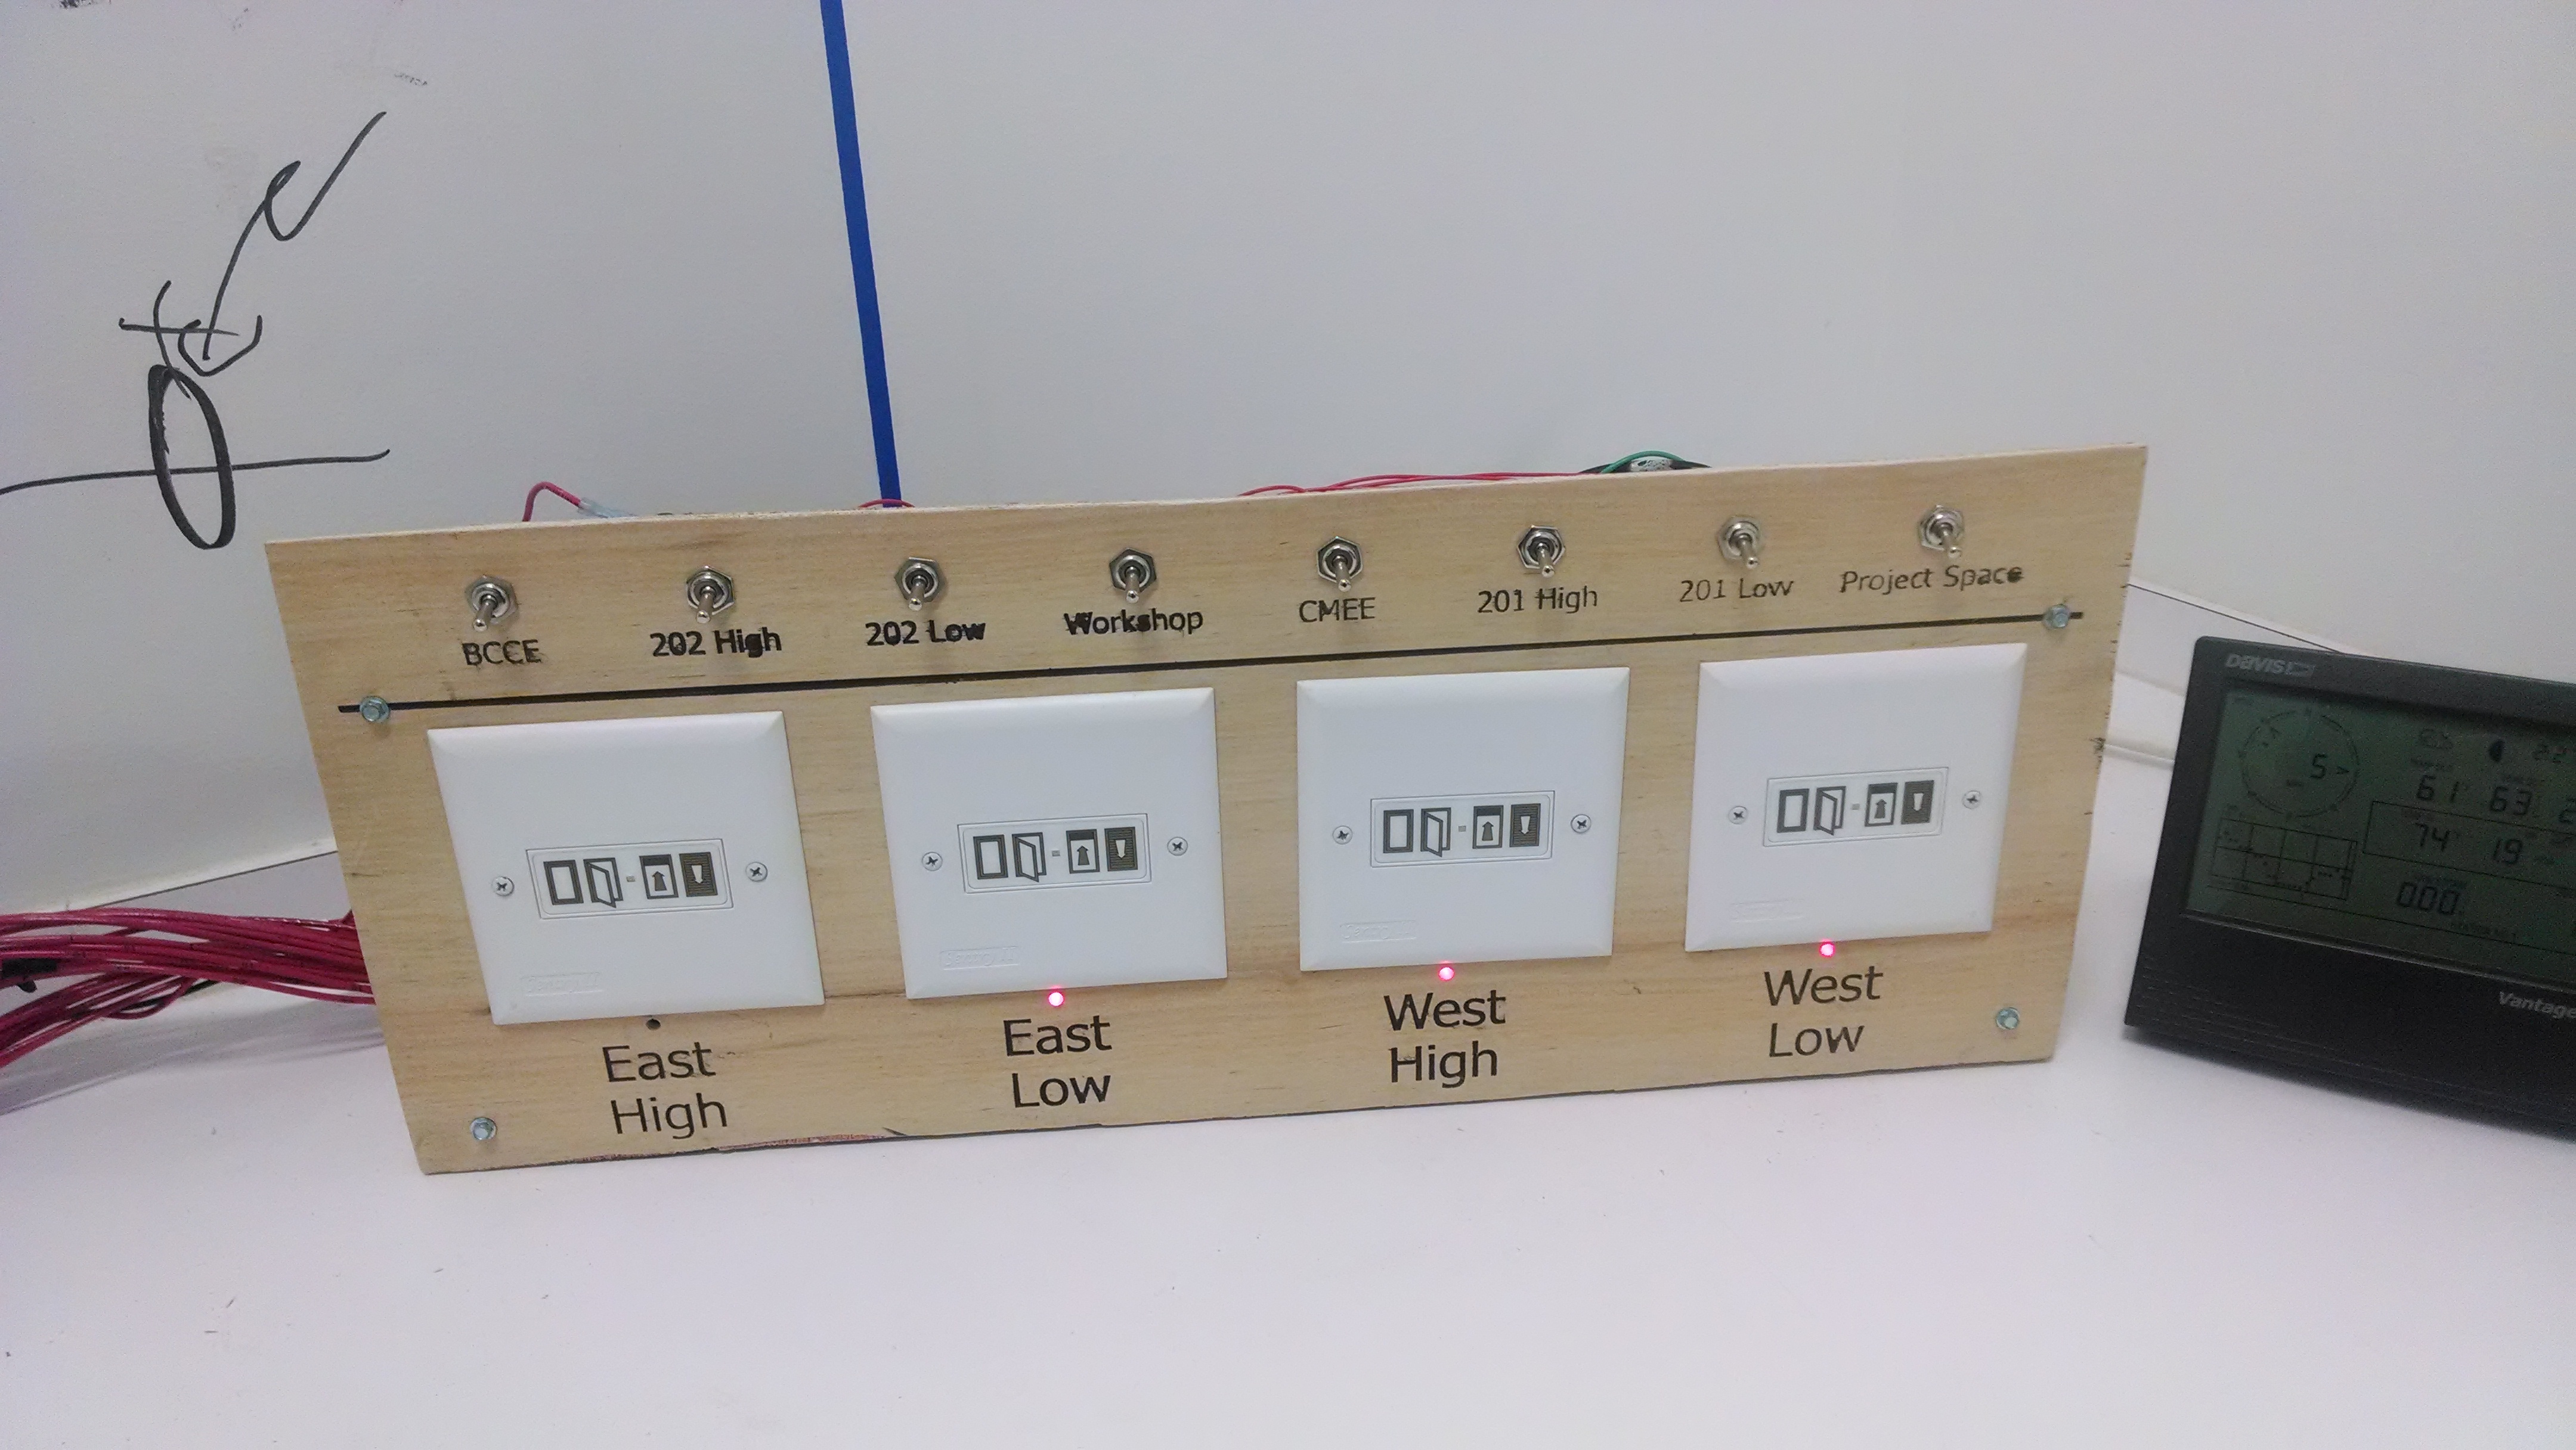 BCCE
202 High
202 Low
Workshop
CMEE
201 High
201 Low
Project Space
East
High
East
Low
West
High
West
Low
DAVIS
5
61 63
74 19
000
Vantage